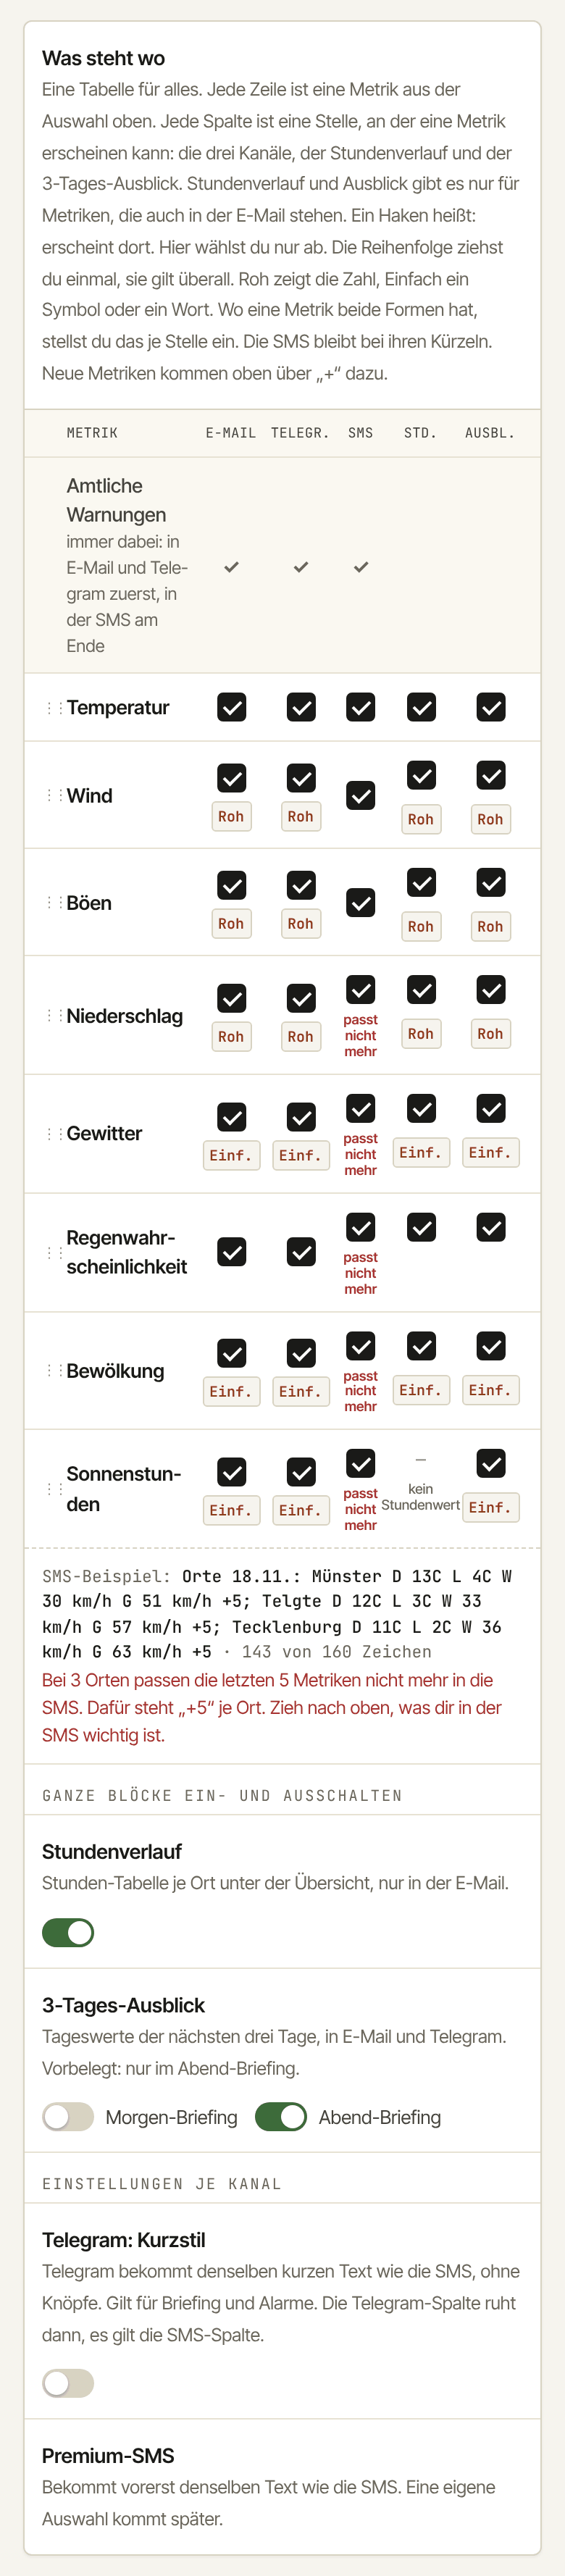 Was steht wo
Eine Tabelle für alles. Jede Zeile ist eine Metrik aus der
Auswahl oben. Jede Spalte ist eine Stelle, an der eine Metrik
erscheinen kann: die drei Kanäle, der Stundenverlauf und der
3-Tages-Ausblick. Stundenverlauf und Ausblick gibt es nur für
Metriken, die auch in der E-Mail stehen. Ein Haken heißt:
erscheint dort. Hier wählst du nur ab. Die Reihenfolge ziehst
du einmal, sie gilt überall. Roh zeigt die Zahl, Einfach ein
Symbol oder ein Wort. Wo eine Metrik beide Formen hat,
stellst du das je Stelle ein. Die SMS bleibt bei ihren Kürzeln.
Neue Metriken kommen oben über „+“ dazu.
METRIK E-MAIL TELEGR. SMS STD. AUSBL.
Amtliche
Warnungen
immer dabei: in
E-Mail und Tele-
gram zuerst, in
der SMS am
Ende
Temperatur
Wind
Roh Roh Roh Roh
Böen
Roh Roh Roh Roh
Niederschlag
Roh Roh passt nicht mehr Roh Roh
Gewitter
Einf. Einf. passt nicht mehr Einf. Einf.
Regenwahr-
scheinlichkeit
passt nicht mehr
Bewölkung
Einf. Einf. passt nicht mehr Einf. Einf.
Sonnenstun-
den
Einf. Einf. passt nicht mehr – kein Stundenwert Einf.
SMS-Beispiel: Orte 18.11.: Münster D 13C L 4C W
30 km/h G 51 km/h +5; Telgte D 12C L 3C W 33
km/h G 57 km/h +5; Tecklenburg D 11C L 2C W 36
km/h G 63 km/h +5 · 143 von 160 Zeichen
Bei 3 Orten passen die letzten 5 Metriken nicht mehr in die
SMS. Dafür steht „+5“ je Ort. Zieh nach oben, was dir in der
SMS wichtig ist.
GANZE BLÖCKE EIN- UND AUSSCHALTEN
Stundenverlauf
Stunden-Tabelle je Ort unter der Übersicht, nur in der E-Mail.
3-Tages-Ausblick
Tageswerte der nächsten drei Tage, in E-Mail und Telegram.
Vorbelegt: nur im Abend-Briefing.
Morgen-Briefing Abend-Briefing
EINSTELLUNGEN JE KANAL
Telegram: Kurzstil
Telegram bekommt denselben kurzen Text wie die SMS, ohne
Knöpfe. Gilt für Briefing und Alarme. Die Telegram-Spalte ruht
dann, es gilt die SMS-Spalte.
Premium-SMS
Bekommt vorerst denselben Text wie die SMS. Eine eigene
Auswahl kommt später.